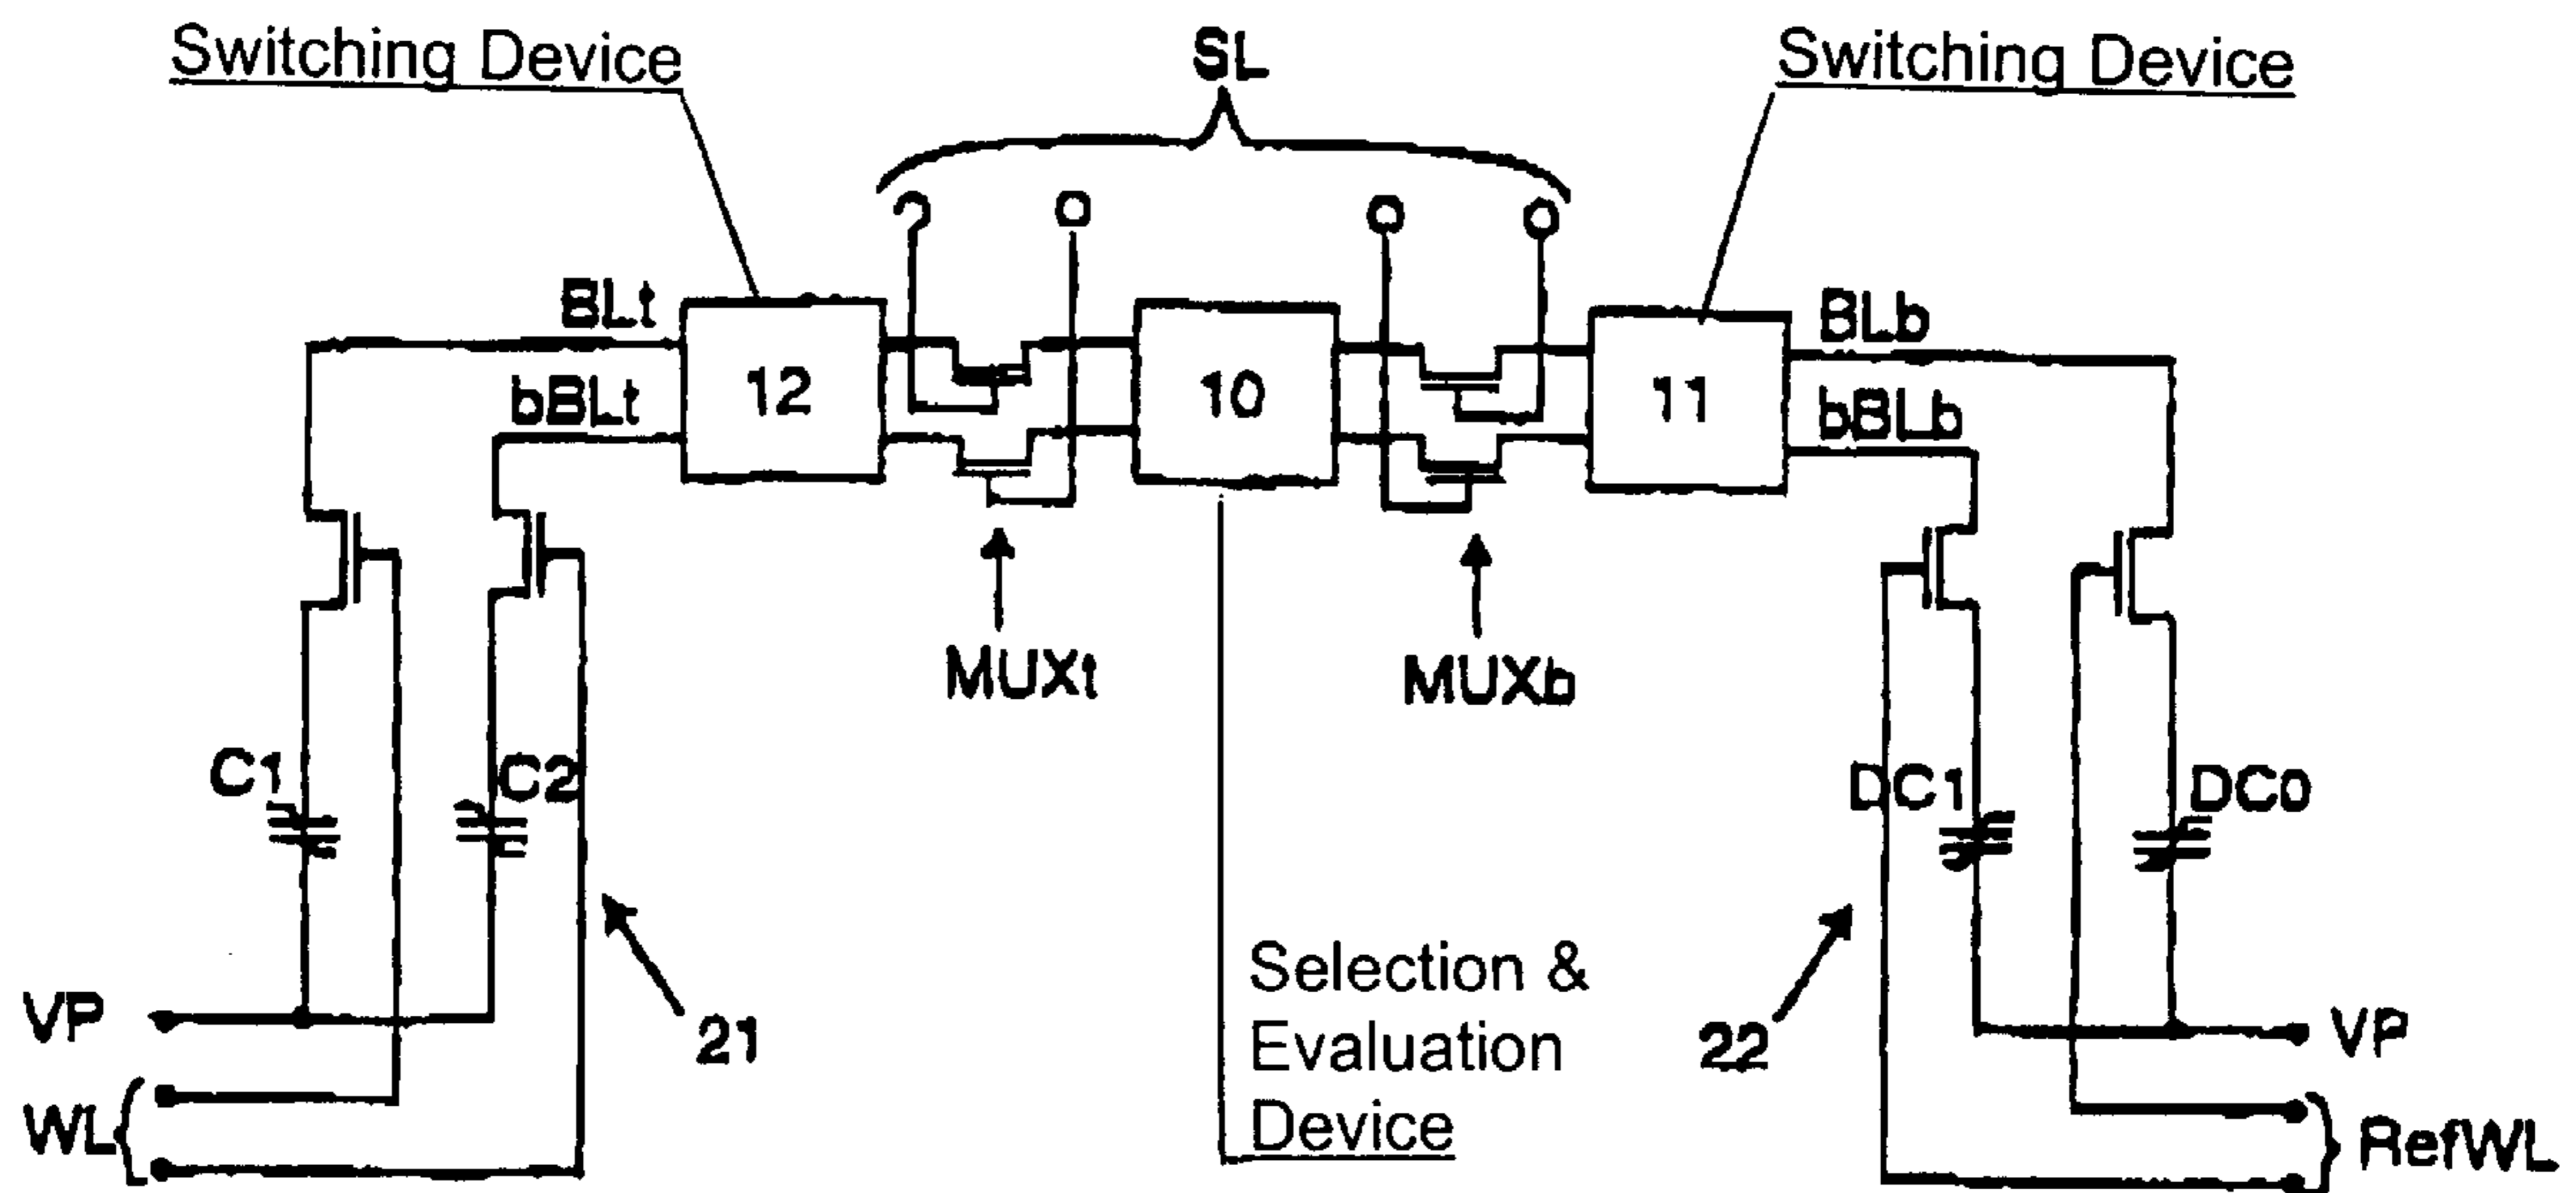 Switching Device
SL
Switching Device
BLt
bBLt
12
10
11
BLb
bBLb
MUXt
MUXb
C1
C2
DC1
DC0
21
22
Selection &
Evaluation
Device
VP
WL
VP
RefWL